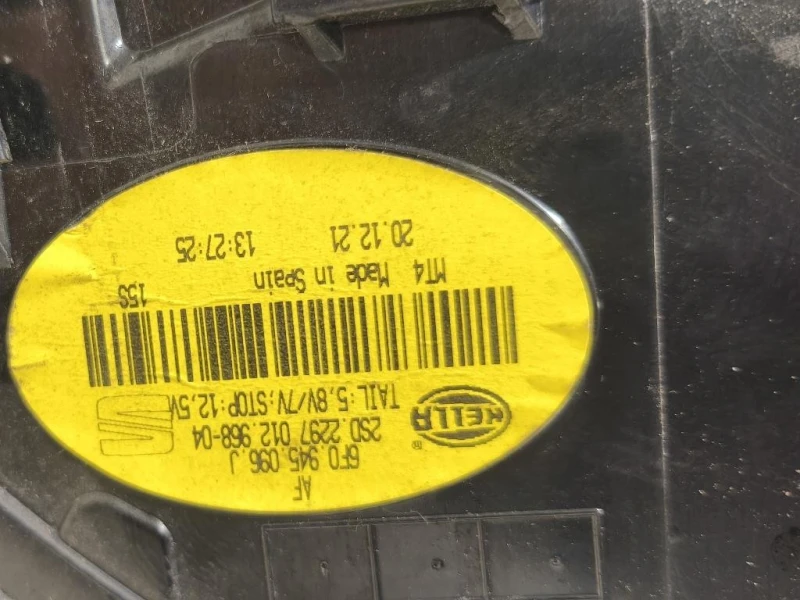 AF
6F0.945.096.J
2SD.2297 012.968-04
HELLA TAIL:5,8V/7V;STOP:12,5V
15S
MT4 Made in Spain
20.12.21 13:27:25